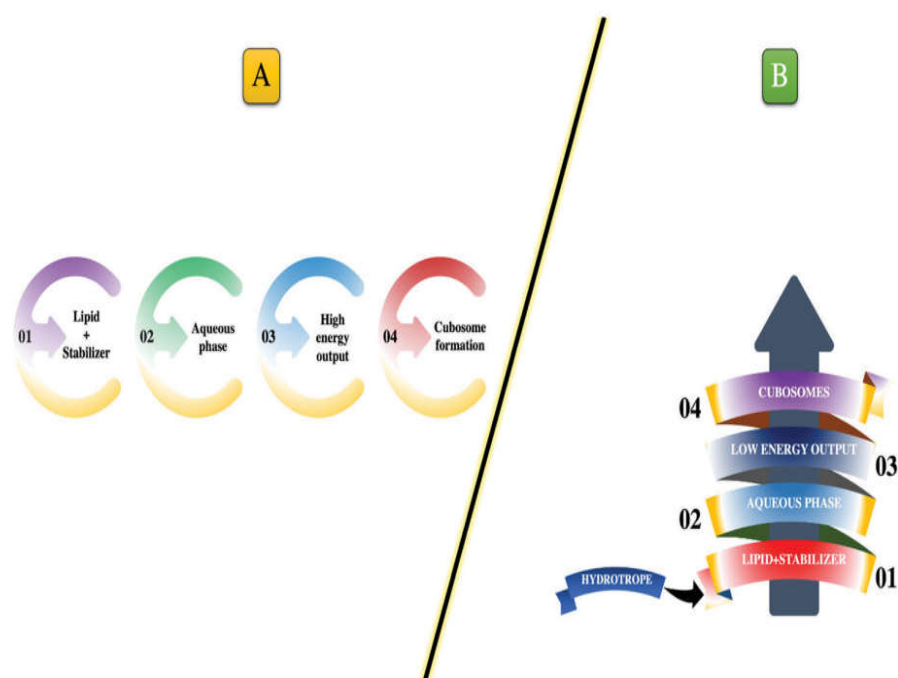 A
01
Lipid
+
Stabilizer
02
Aqueous
phase
03
High
energy
output
04
Cubosome
formation
B
04
CUBOSOMES
LOW ENERGY OUTPUT
03
02
AQUEOUS PHASE
LIPID+STABILIZER
01
HYDROTROPE